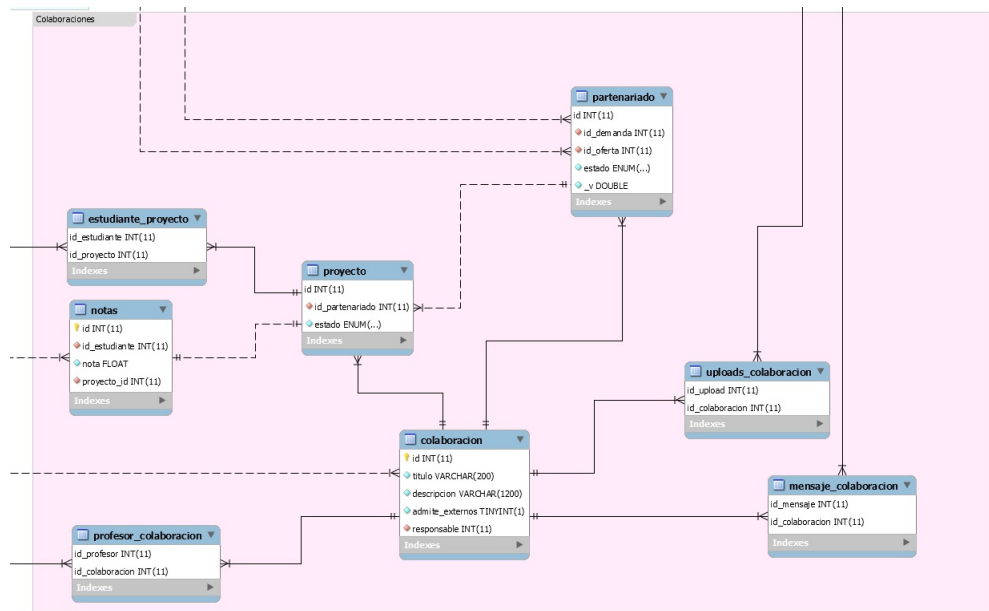 Colaboraciones
partenariado
id INT(11)
id_demanda INT(11)
id_oferta INT(11)
estado ENUM(...)
_v DOUBLE
Indexes
estudiante_proyecto
id_estudiante INT(11)
id_proyecto INT(11)
Indexes
proyecto
id INT(11)
id_partenariado INT(11)
estado ENUM(...)
Indexes
notas
id INT(11)
id_estudiante INT(11)
nota FLOAT
proyecto_id INT(11)
Indexes
uploads_colaboracion
id_upload INT(11)
id_colaboracion INT(11)
Indexes
colaboracion
id INT(11)
titulo VARCHAR(200)
descripcion VARCHAR(1200)
admite_externos TINYINT(1)
responsable INT(11)
Indexes
mensaje_colaboracion
id_mensaje INT(11)
id_colaboracion INT(11)
Indexes
profesor_colaboracion
id_profesor INT(11)
id_colaboracion INT(11)
Indexes